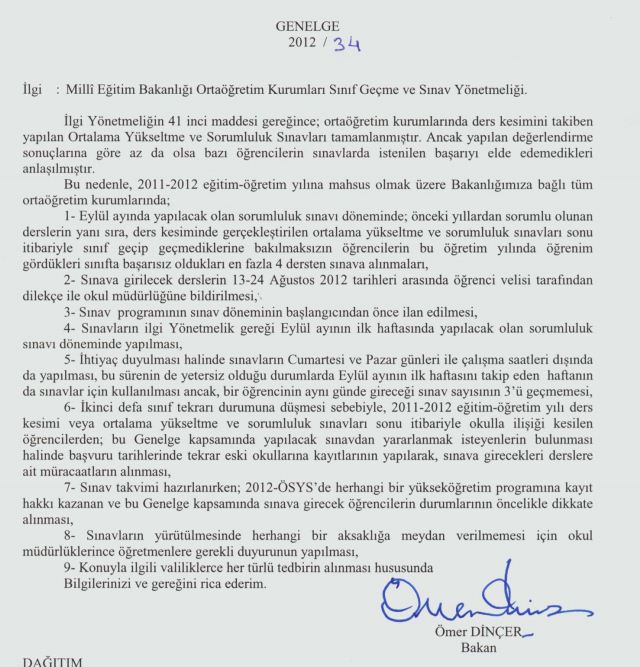 GENELGE
2012 / 34
İlgi : Millî Eğitim Bakanlığı Ortaöğretim Kurumları Sınıf Geçme ve Sınav Yönetmeliği.
İlgi Yönetmeliğin 41 inci maddesi gereğince; ortaöğretim kurumlarında ders kesimini takiben
yapılan Ortalama Yükseltme ve Sorumluluk Sınavları tamamlanmıştır. Ancak yapılan değerlendirme
sonuçlarına göre az da olsa bazı öğrencilerin sınavlarda istenilen başarıyı elde edemedikleri
anlaşılmıştır.
Bu nedenle, 2011-2012 eğitim-öğretim yılına mahsus olmak üzere Bakanlığımıza bağlı tüm
ortaöğretim kurumlarında;
1- Eylül ayında yapılacak olan sorumluluk sınavı döneminde; önceki yıllardan sorumlu olunan
derslerin yanı sıra, ders kesiminde gerçekleştirilen ortalama yükseltme ve sorumluluk sınavları sonu
itibariyle sınıf geçip geçmediklerine bakılmaksızın öğrencilerin bu öğretim yılında öğrenim
gördükleri sınıfta başarısız oldukları en fazla 4 dersten sınava alınmaları,
2- Sınava girilecek derslerin 13-24 Ağustos 2012 tarihleri arasında öğrenci velisi tarafından
dilekçe ile okul müdürlüğüne bildirilmesi,
3- Sınav programının sınav döneminin başlangıcından önce ilan edilmesi,
4- Sınavların ilgi Yönetmelik gereği Eylül ayının ilk haftasında yapılacak olan sorumluluk
sınavı döneminde yapılması,
5- İhtiyaç duyulması halinde sınavların Cumartesi ve Pazar günleri ile çalışma saatleri dışında
da yapılması, bu sürenin de yetersiz olduğu durumlarda Eylül ayının ilk haftasını takip eden haftanın
da sınavlar için kullanılması ancak, bir öğrencinin aynı günde gireceği sınav sayısının 3'ü geçmemesi,
6- İkinci defa sınıf tekrarı durumuna düşmesi sebebiyle, 2011-2012 eğitim-öğretim yılı ders
kesimi veya ortalama yükseltme ve sorumluluk sınavları sonu itibariyle okulla ilişiği kesilen
öğrencilerden; bu Genelge kapsamında yapılacak sınavdan yararlanmak isteyenlerin bulunması
halinde başvuru tarihlerinde tekrar eski okullarına kayıtlarının yapılarak, sınava girecekleri derslere
ait müracaatların alınması,
7- Sınav takvimi hazırlanırken; 2012-ÖSYS'de herhangi bir yükseköğretim programına kayıt
hakkı kazanan ve bu Genelge kapsamında sınava girecek öğrencilerin durumlarının öncelikle dikkate
alınması,
8- Sınavların yürütülmesinde herhangi bir aksaklığa meydan verilmemesi için okul
müdürlüklerince öğretmenlere gerekli duyurunun yapılması,
9- Konuyla ilgili valiliklerce her türlü tedbirin alınması hususunda
Bilgilerinizi ve gereğini rica ederim.
Ömer DİNÇER
Bakan
DAĞITIM